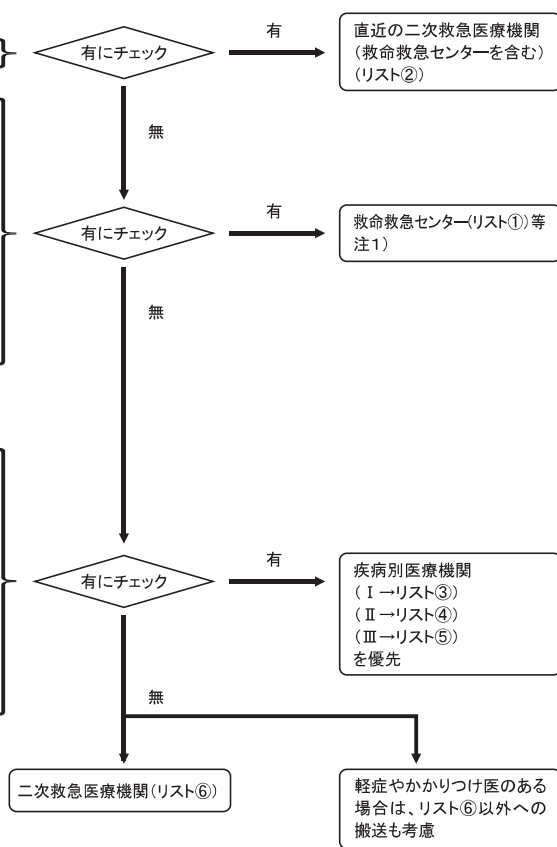 有にチェック
有
直近の二次救急医療機関
(救命救急センターを含む)
(リスト②)
無
有にチェック
有
救命救急センター(リスト①)等
注1)
無
有にチェック
有
疾病別医療機関
(Ⅰ→リスト③)
(Ⅱ→リスト④)
(Ⅲ→リスト⑤)
を優先
無
二次救急医療機関(リスト⑥)
軽症やかかりつけ医のある
場合は、リスト⑥以外への
搬送も考慮